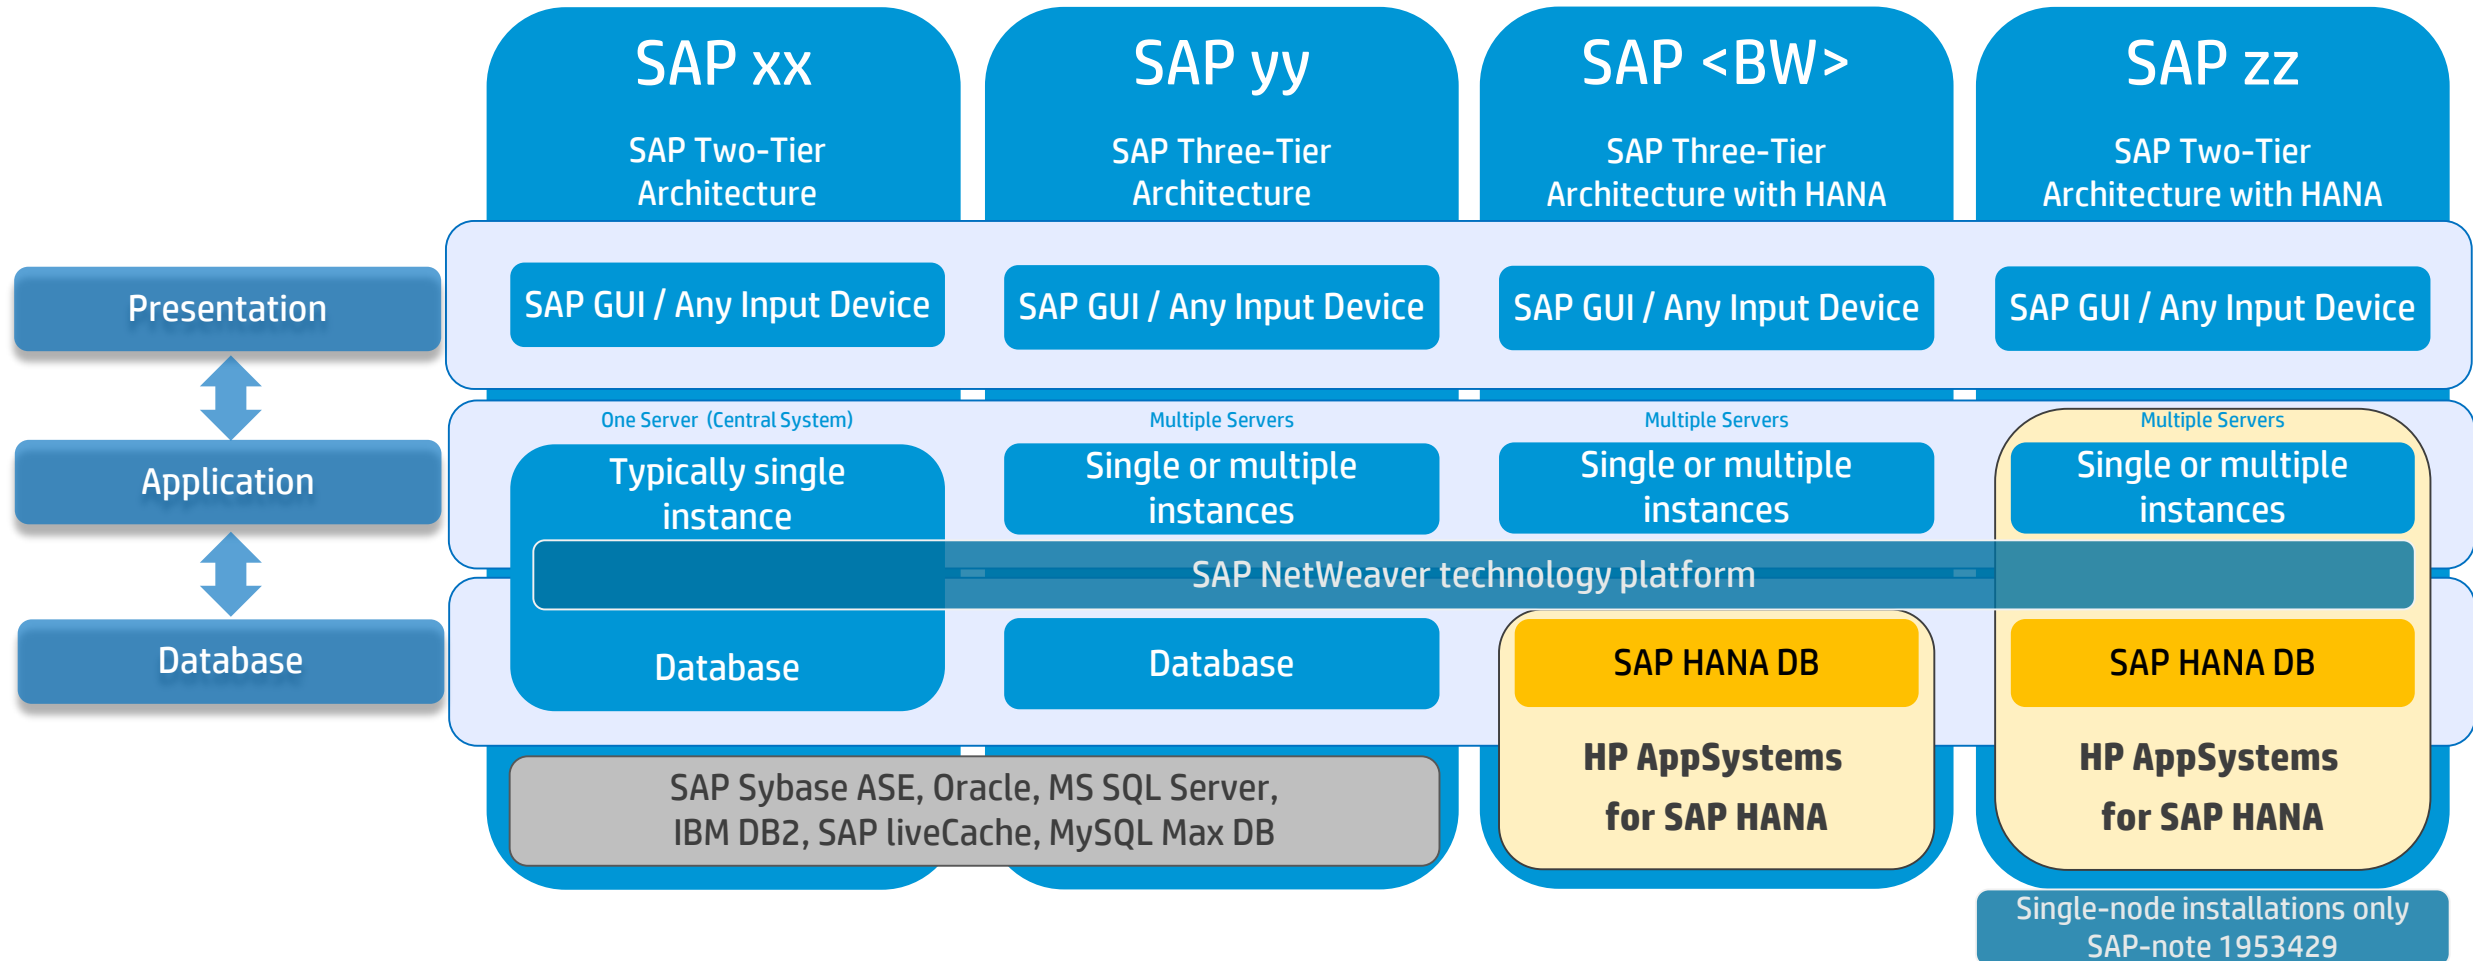 SAP xx
SAP Two-Tier
Architecture
SAP yy
SAP Three-Tier
Architecture
SAP <BW>
SAP Three-Tier
Architecture with HANA
SAP zz
SAP Two-Tier
Architecture with HANA
Presentation
SAP GUI / Any Input Device
SAP GUI / Any Input Device
SAP GUI / Any Input Device
SAP GUI / Any Input Device
Application
One Server (Central System)
Typically single
instance
Multiple Servers
Single or multiple
instances
Multiple Servers
Single or multiple
instances
Multiple Servers
Single or multiple
instances
SAP NetWeaver technology platform
Database
Database
Database
SAP HANA DB
SAP HANA DB
HP AppSystems
for SAP HANA
HP AppSystems
for SAP HANA
SAP Sybase ASE, Oracle, MS SQL Server,
IBM DB2, SAP liveCache, MySQL Max DB
Single-node installations only
SAP-note 1953429